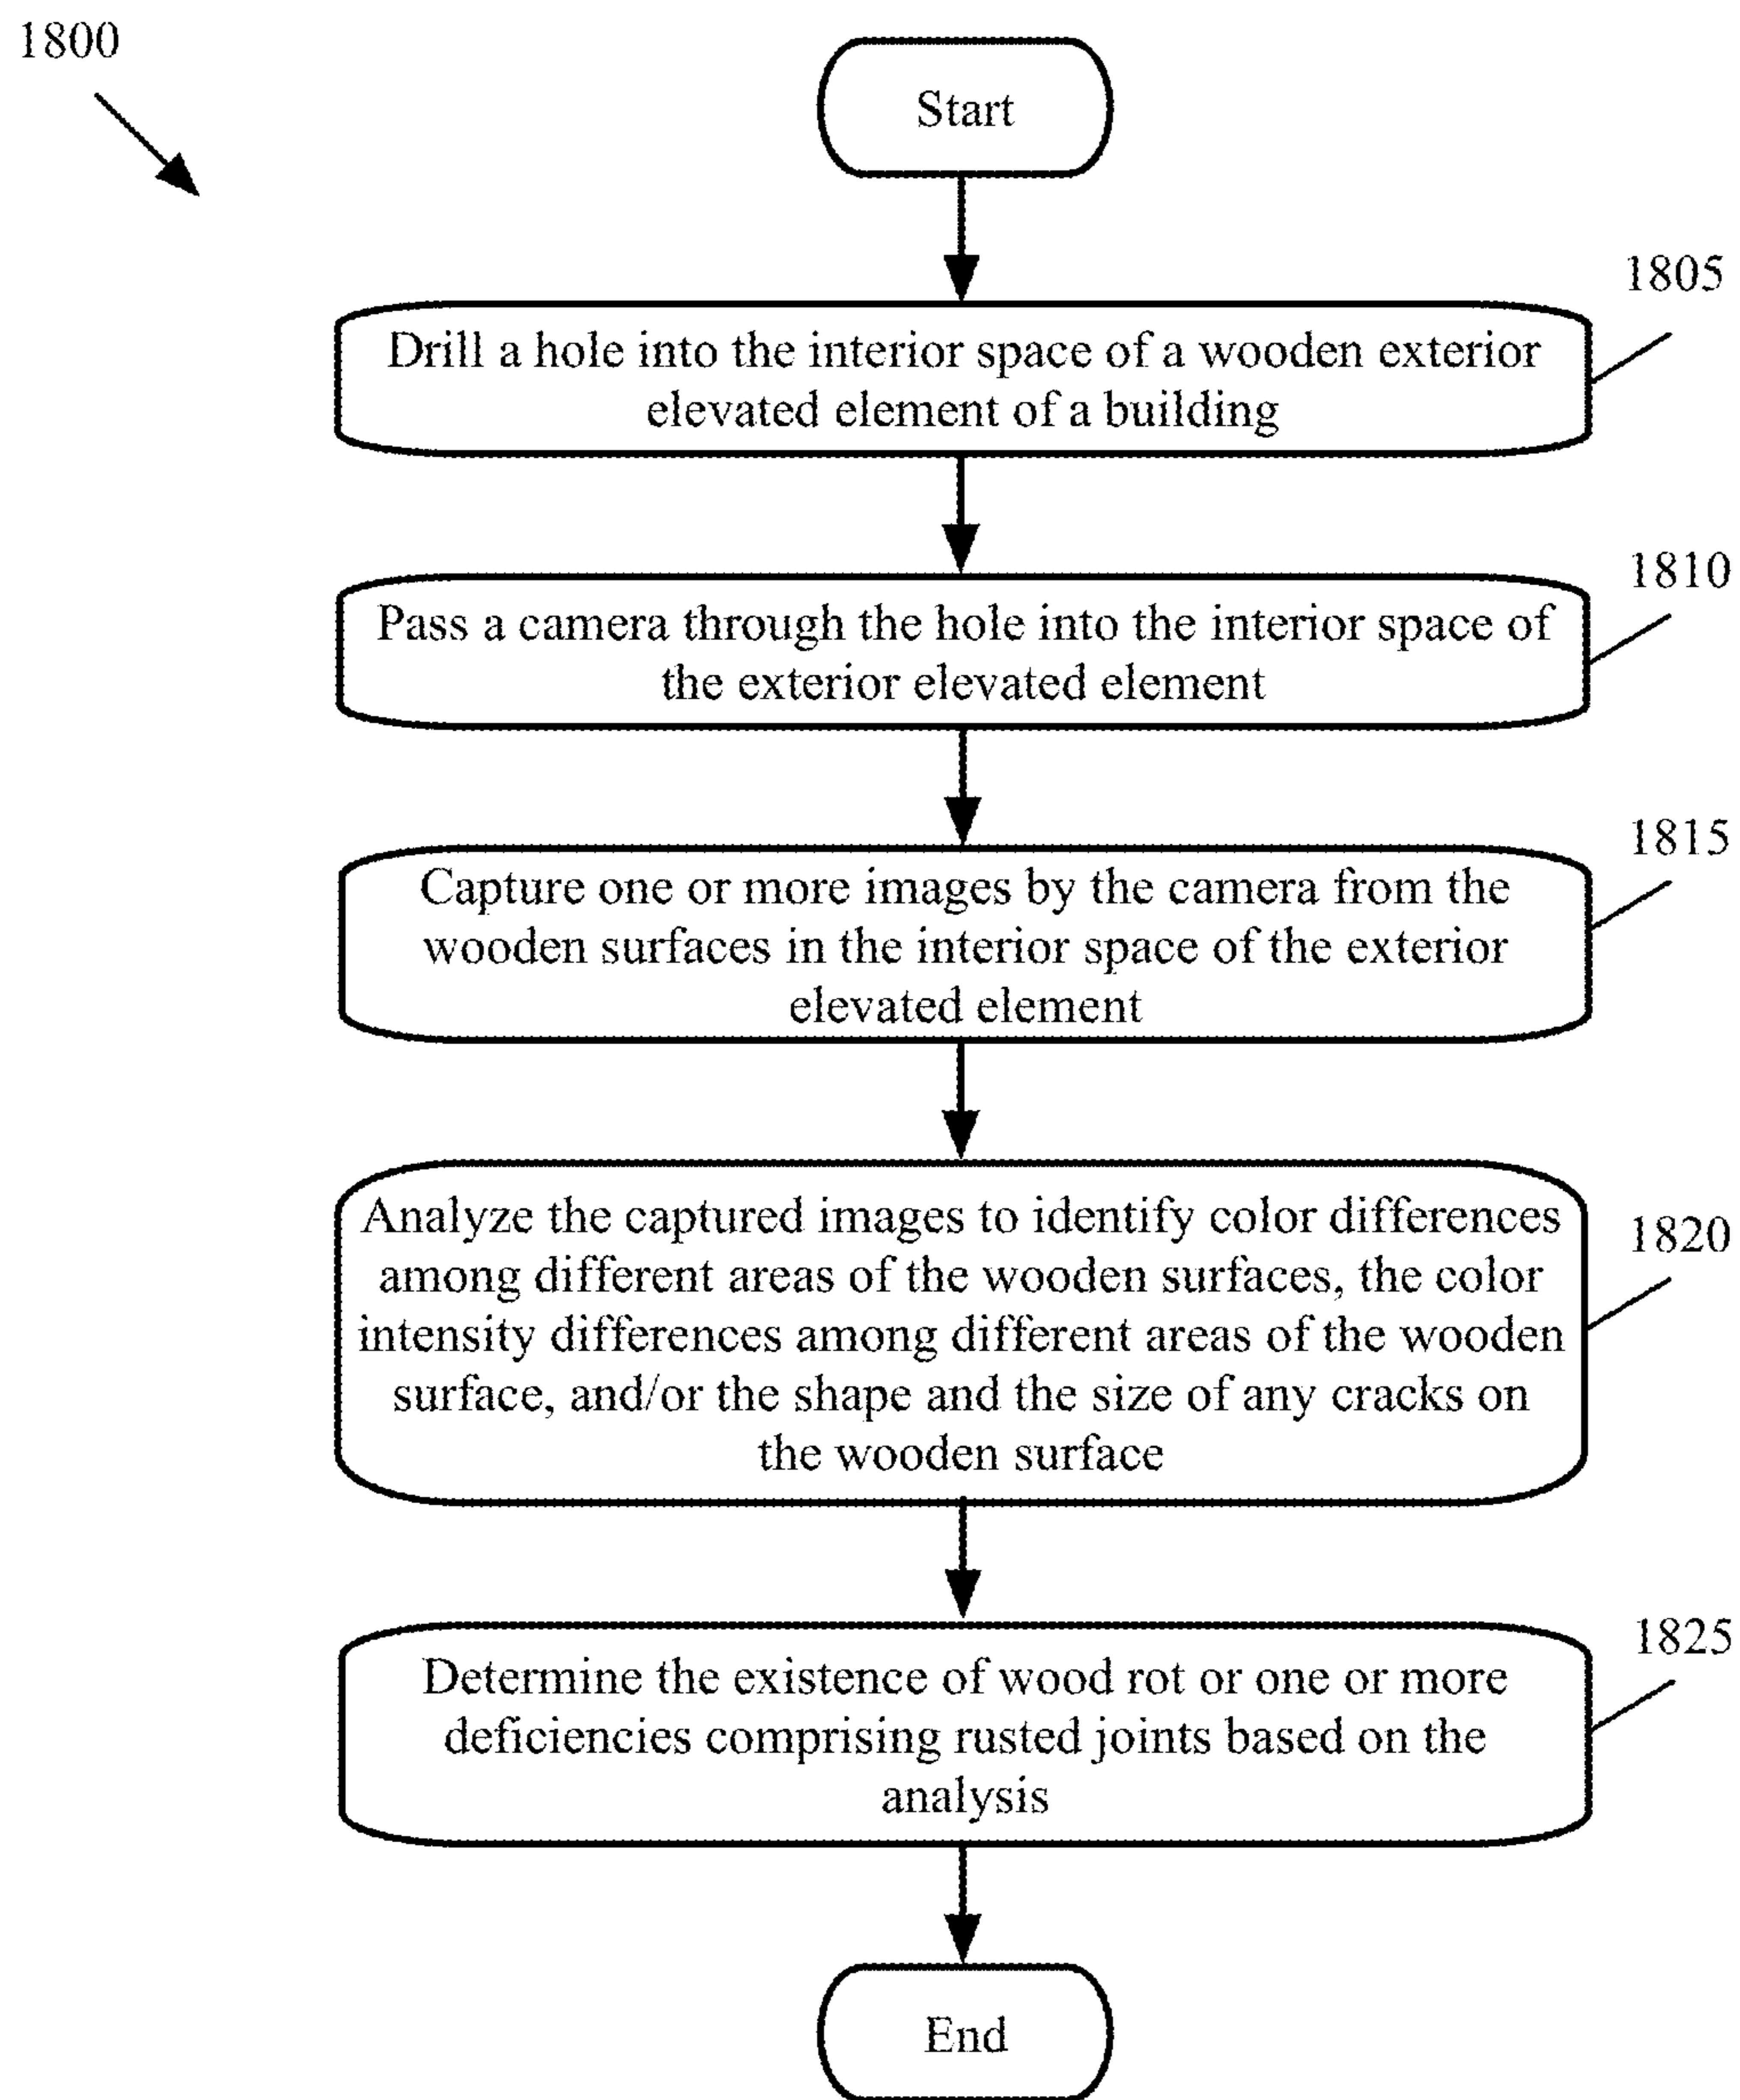 1800
Start
1805
Drill a hole into the interior space of a wooden exterior
elevated element of a building
1810
Pass a camera through the hole into the interior space of
the exterior elevated element
1815
Capture one or more images by the camera from the
wooden surfaces in the interior space of the exterior
elevated element
1820
Analyze the captured images to identify color differences
among different areas of the wooden surfaces, the color
intensity differences among different areas of the wooden
surface, and/or the shape and the size of any cracks on
the wooden surface
1825
Determine the existence of wood rot or one or more
deficiencies comprising rusted joints based on the
analysis
End